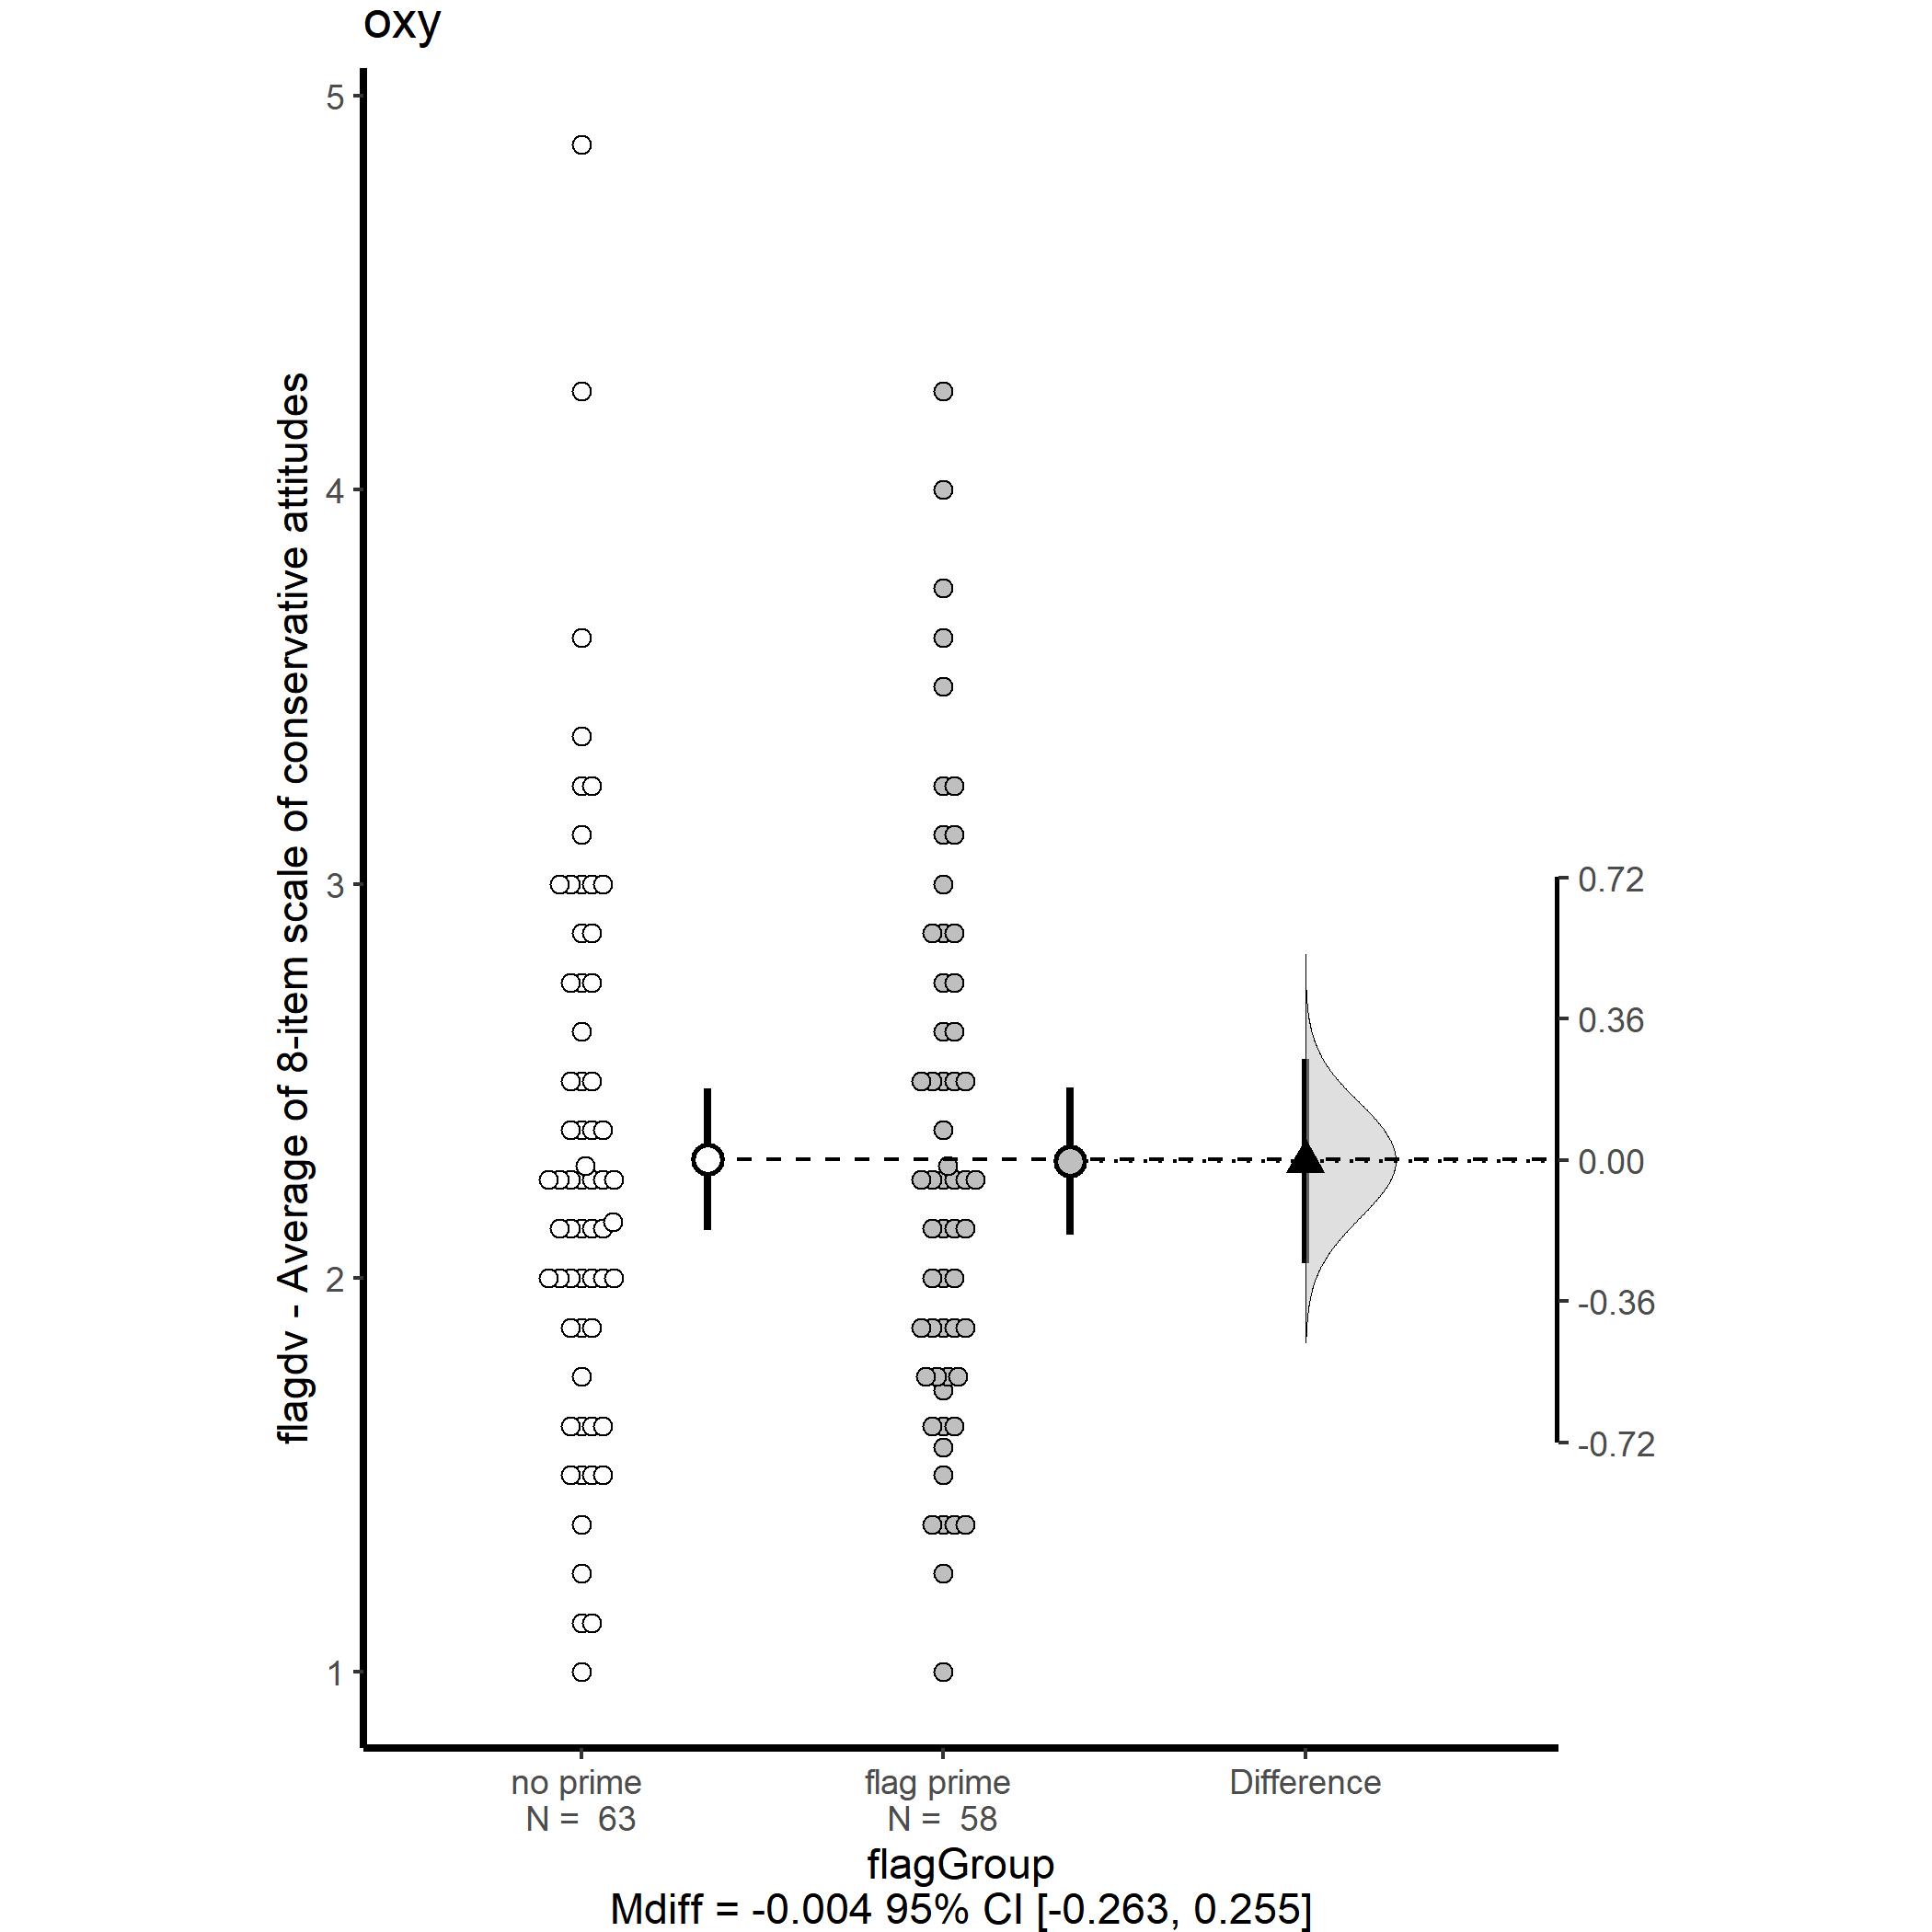 oxy
flagdv - Average of 8-item scale of conservative attitudes
5
4
3
2
1
0.72
0.36
0.00
-0.36
-0.72
no prime
N =  63
flag prime
N =  58
Difference
flagGroup
Mdiff = -0.004 95% CI [-0.263, 0.255]